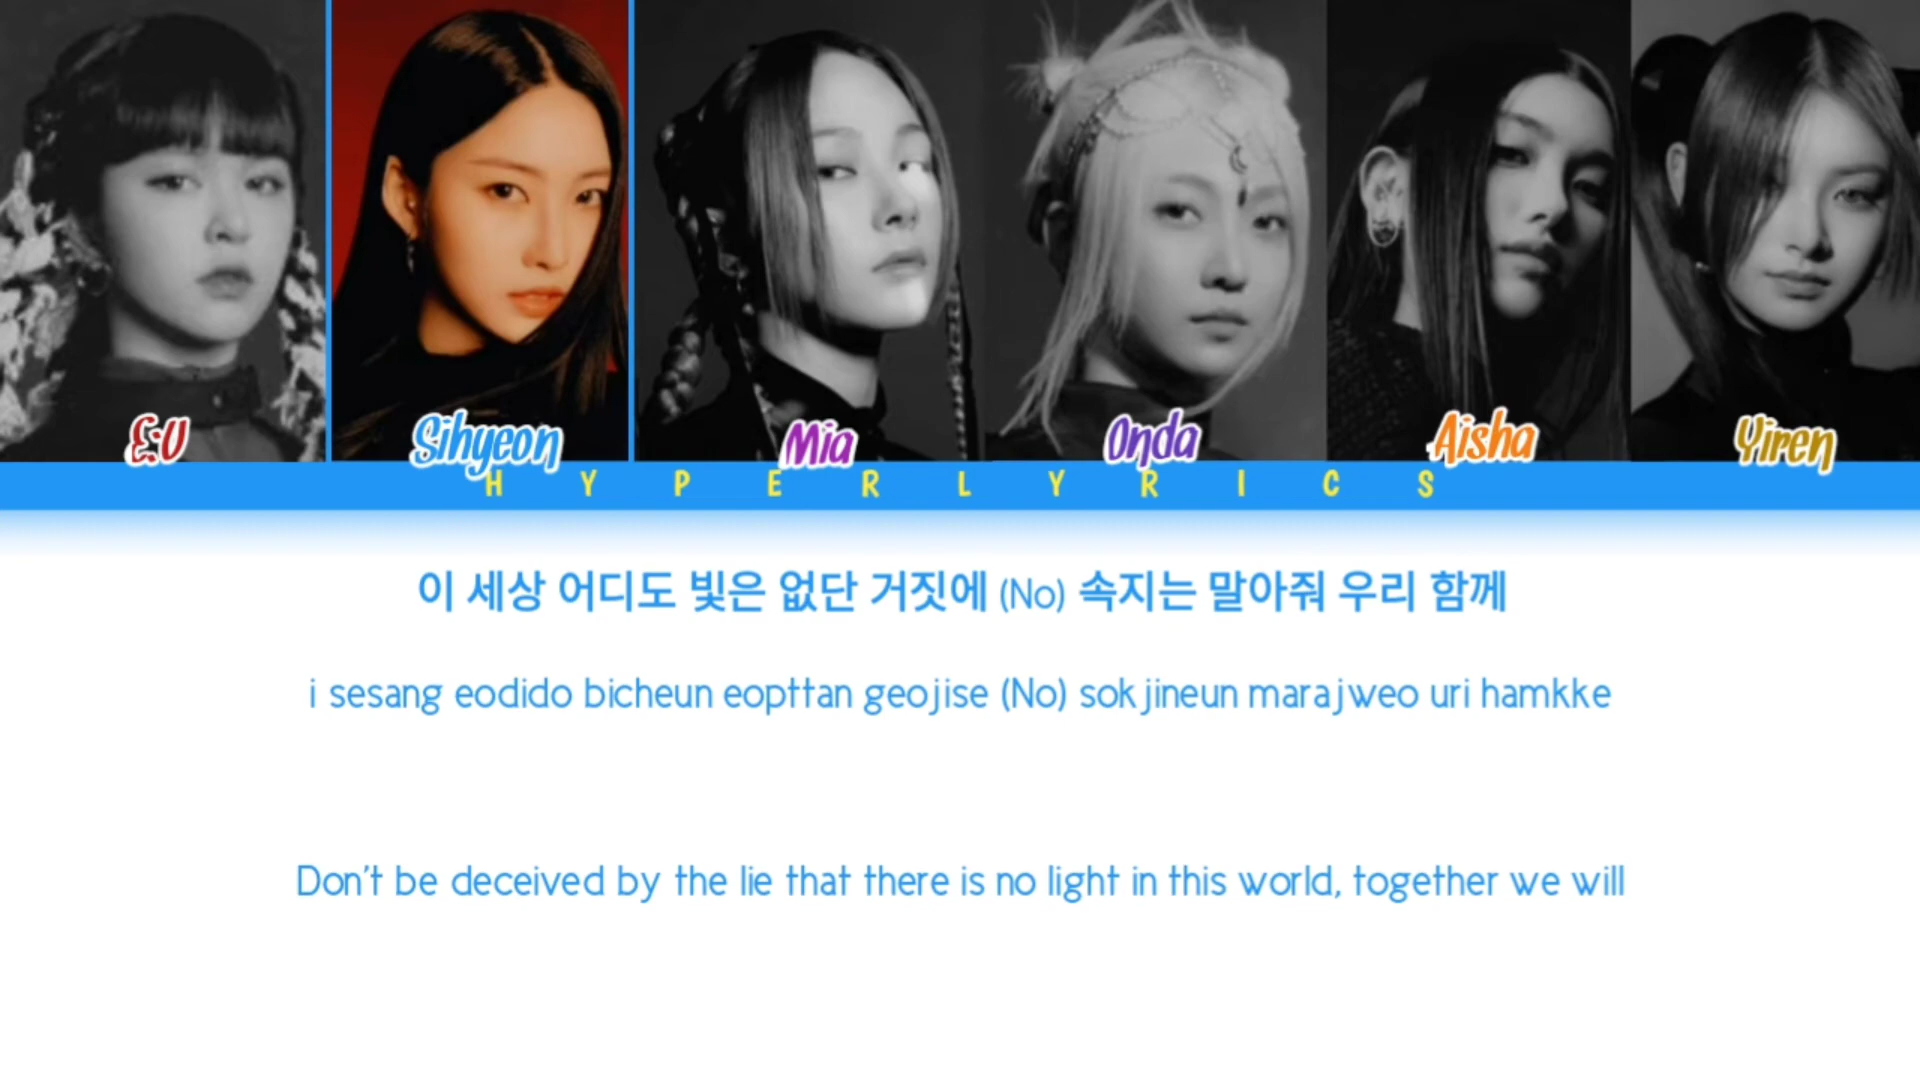 E:U Sihyeon Mia Onda Aisha Yiren
HYPERLYRICS
이 세상 어디도 빛은 없단 거짓에 (No) 속지는 말아줘 우리 함께
i sesang eodido bicheun eopttan geojise (No) sokjineun marajweo uri hamkke
Don't be deceived by the lie that there is no light in this world, together we will